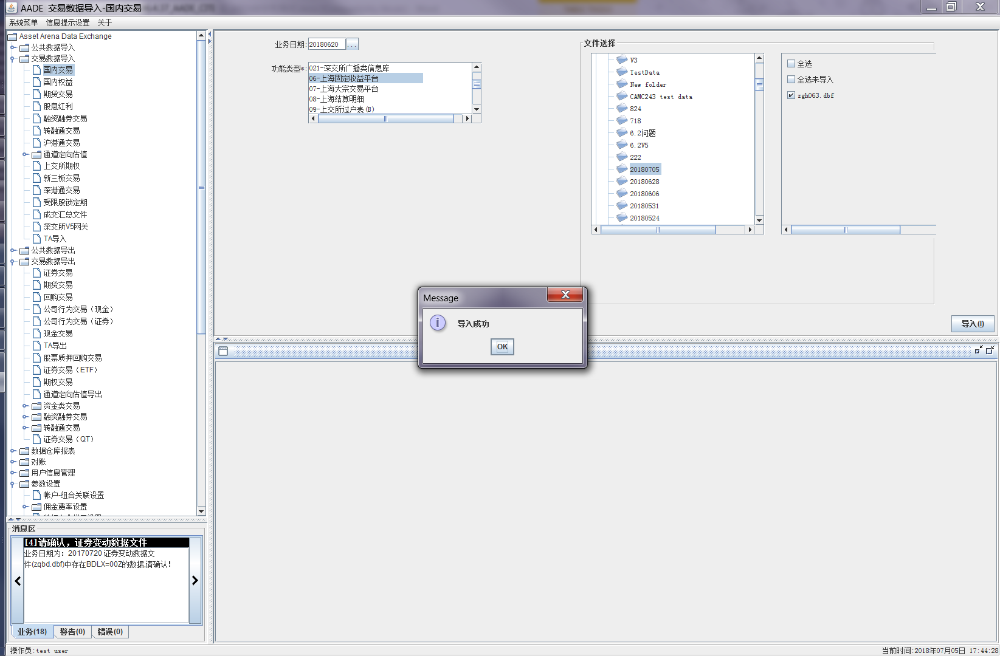 AADE 交易数据导入-国内交易
系统菜单 信息提示设置 关于
Asset Arena Data Exchange
公共数据导入
交易数据导入
国内交易
国内权益
期货交易
股息红利
融资融券交易
转融通交易
沪港通交易
通道定向估值
上交所期权
新三板交易
深港通交易
受限股锁定期
成交汇总文件
深交所V5网关
TA导入
公共数据导出
交易数据导出
证券交易
期货交易
回购交易
公司行为交易（现金）
公司行为交易（证券）
现金交易
TA导出
股票质押回购交易
证券交易（ETF）
期权交易
通道定向估值导出
资金类交易
融资融券交易
转融通交易
证券交易（QT）
数据仓库报表
对账
用户信息管理
参数设置
帐户-组合关联设置
佣金费率设置
消息区
[4]请确认，证券变动数据文件
业务日期为：20170720 证券变动数据文
件(zqbd.dbf)中存在BDLX=00Z的数据,请确认！
业务(18) 警告(0) 错误(0)
业务日期: 20180620 ...
功能类型*:
021-深交所广播类信息库
06-上海固定收益平台
07-上海大宗交易平台
08-上海结算明细
09-上交所过户表(B)
文件选择
V3
TestData
New folder
CAMC243 test data
824
718
6.2问题
6.2V5
222
20180705
20180628
20180606
20180531
20180524
全选
全选未导入
zgh063.dbf
导入(I)
Message
导入成功
OK
操作员:test user
当前时间:2018年07月05日 17:44:28